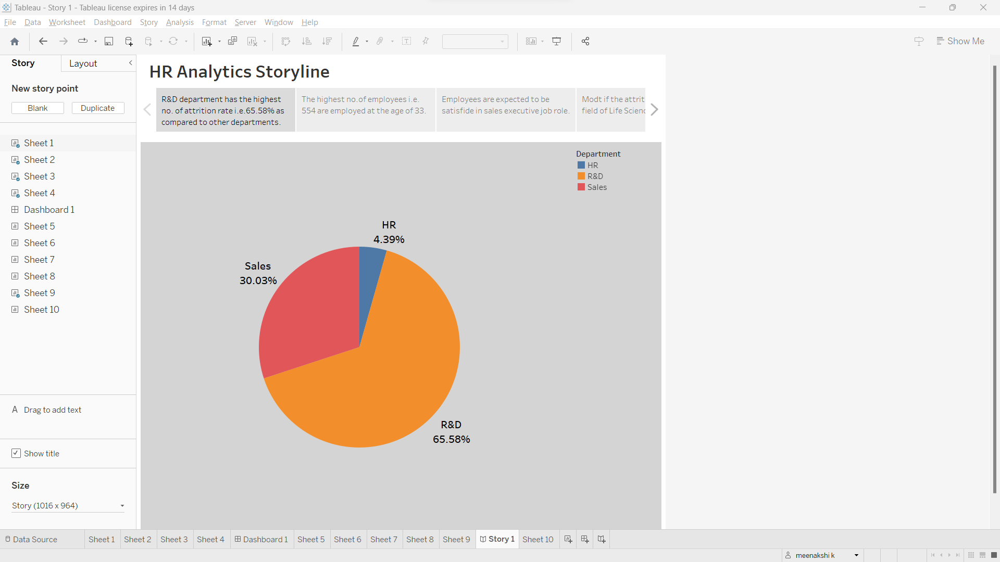 Tableau - Story 1 - Tableau license expires in 14 days
File Data Worksheet Dashboard Story Analysis Format Server Window Help
Show Me
Story
Layout
New story point
Blank
Duplicate
Sheet 1
Sheet 2
Sheet 3
Sheet 4
Dashboard 1
Sheet 5
Sheet 6
Sheet 7
Sheet 8
Sheet 9
Sheet 10
A Drag to add text
Show title
Size
Story (1016 x 964)
HR Analytics Storyline
R&D department has the highest
no. of attrition rate i.e.65.58% as
compared to other departments.
The highest no.of employees i.e.
554 are employed at the age of 33.
Employees are expected to be
satisfide in sales executive job role.
Modt if the attrit
field of Life Scienc
Department
HR
R&D
Sales
HR
4.39%
Sales
30.03%
R&D
65.58%
Data Source Sheet 1 Sheet 2 Sheet 3 Sheet 4 Dashboard 1 Sheet 5 Sheet 6 Sheet 7 Sheet 8 Sheet 9 Story 1 Sheet 10
meenakshi k